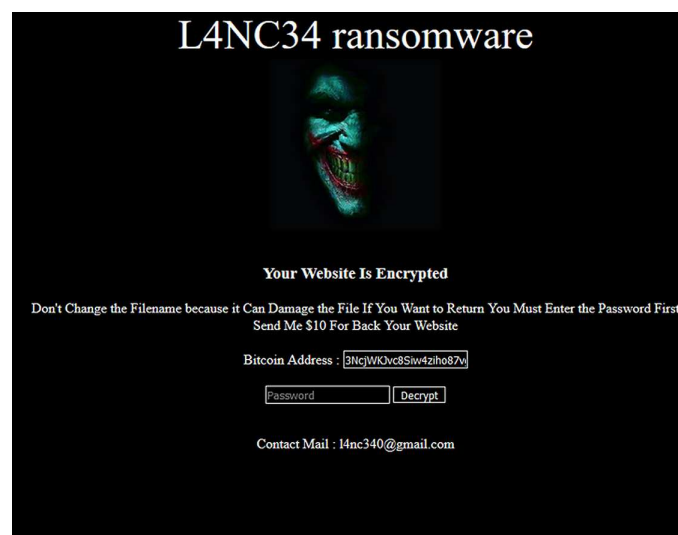 L4NC34 ransomware
Your Website Is Encrypted
Don't Change the Filename because it Can Damage the File If You Want to Return You Must Enter the Password First
Send Me $10 For Back Your Website
Bitcoin Address : 3NcjWKJvc8Siw4ziho87v
Password Decrypt
Contact Mail : l4nc340@gmail.com